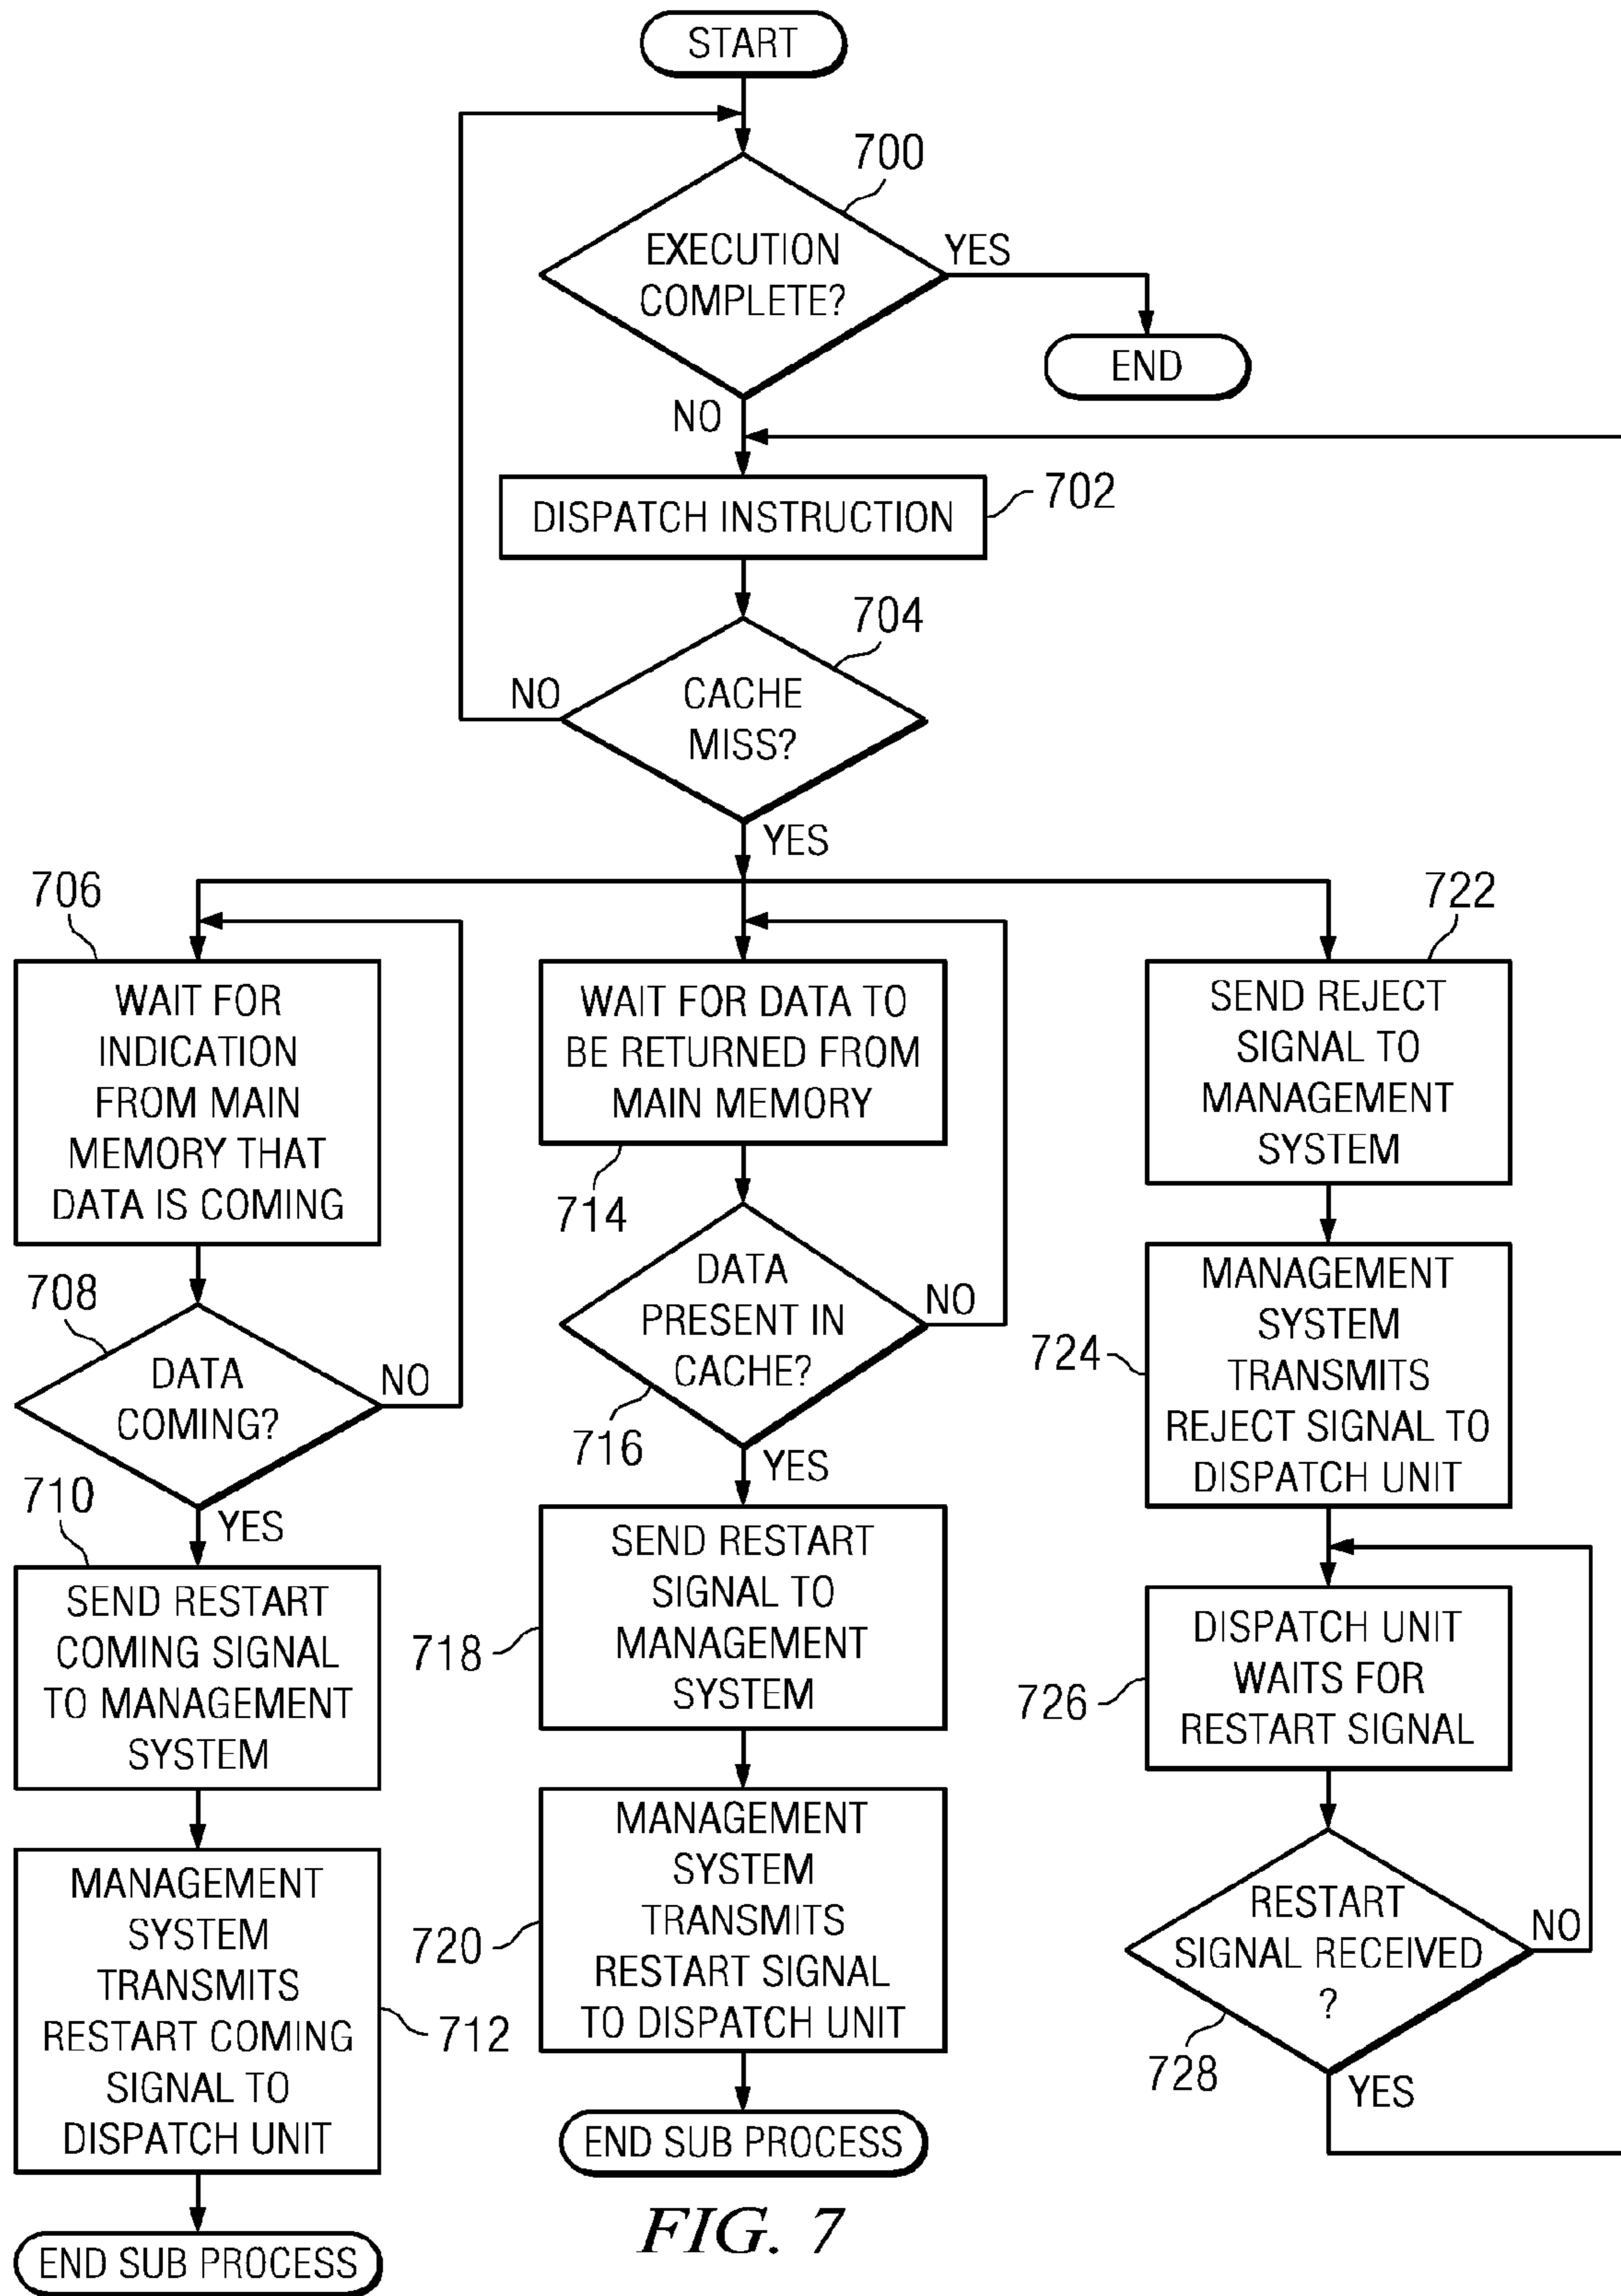 START
700
EXECUTION
COMPLETE?
YES
END
NO
DISPATCH INSTRUCTION
702
704
CACHE
MISS?
NO
YES
706
WAIT FOR
INDICATION
FROM MAIN
MEMORY THAT
DATA IS COMING
708
DATA
COMING?
NO
YES
710
SEND RESTART
COMING SIGNAL
TO MANAGEMENT
SYSTEM
MANAGEMENT
SYSTEM
TRANSMITS
RESTART COMING
SIGNAL TO
DISPATCH UNIT
712
END SUB PROCESS
WAIT FOR DATA TO
BE RETURNED FROM
MAIN MEMORY
714
DATA
PRESENT IN
CACHE?
NO
716
YES
SEND RESTART
SIGNAL TO
MANAGEMENT
SYSTEM
718
MANAGEMENT
SYSTEM
TRANSMITS
RESTART SIGNAL
TO DISPATCH UNIT
720
END SUB PROCESS
722
SEND REJECT
SIGNAL TO
MANAGEMENT
SYSTEM
MANAGEMENT
SYSTEM
TRANSMITS
REJECT SIGNAL TO
DISPATCH UNIT
724
DISPATCH UNIT
WAITS FOR
RESTART SIGNAL
726
RESTART
SIGNAL RECEIVED
?
NO
728
YES
FIG. 7